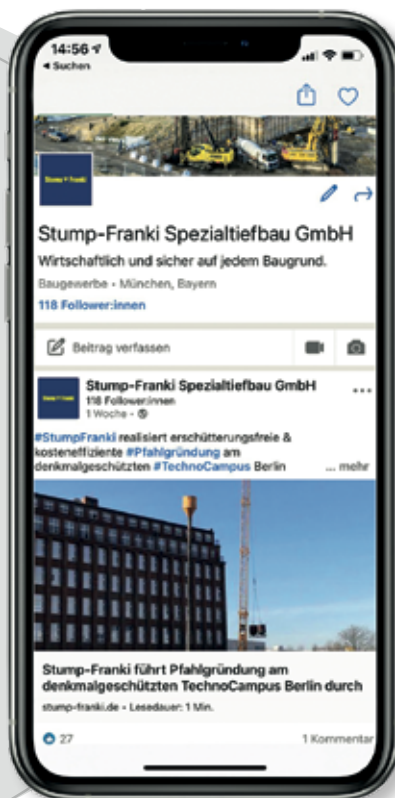 14:56
Suchen
Stump-Franki
Stump-Franki Spezialtiefbau GmbH
Wirtschaftlich und sicher auf jedem Baugrund.
Baugewerbe • München, Bayern
118 Follower:innen
Beitrag verfassen
Stump-Franki Spezialtiefbau GmbH
118 Follower:innen
1 Woche •
#StumpFranki realisiert erschütterungsfreie &
kosteneffiziente #Pfahlgründung am
denkmalgeschützten #TechnoCampus Berlin ... mehr
Stump-Franki führt Pfahlgründung am
denkmalgeschützten TechnoCampus Berlin durch
stump-franki.de • Lesedauer: 1 Min.
27 1 Kommentar